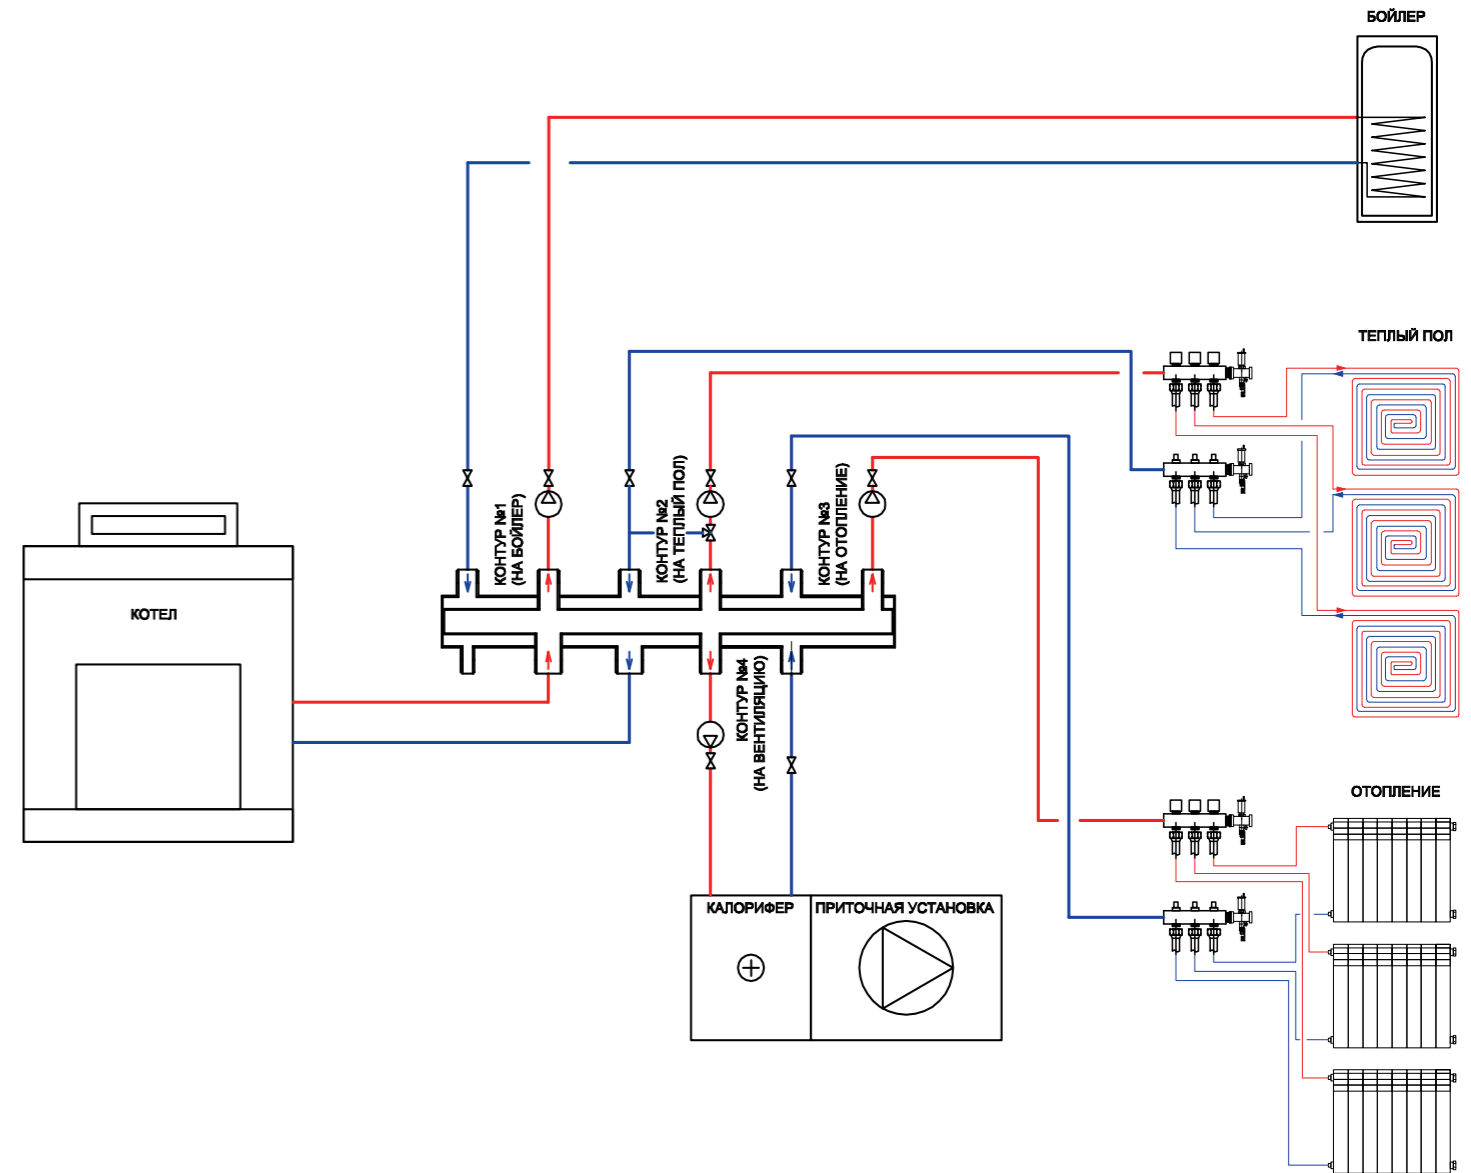 БОЙЛЕР
ТЕПЛЫЙ ПОЛ
КОНТУР №1
(НА БОЙЛЕР)
КОНТУР №2
(НА ТЕПЛЫЙ ПОЛ)
КОНТУР №3
(НА ОТОПЛЕНИЕ)
КОТЕЛ
КОНТУР №4
(НА ВЕНТИЛЯЦИЮ)
ОТОПЛЕНИЕ
КАЛОРИФЕР
ПРИТОЧНАЯ УСТАНОВКА